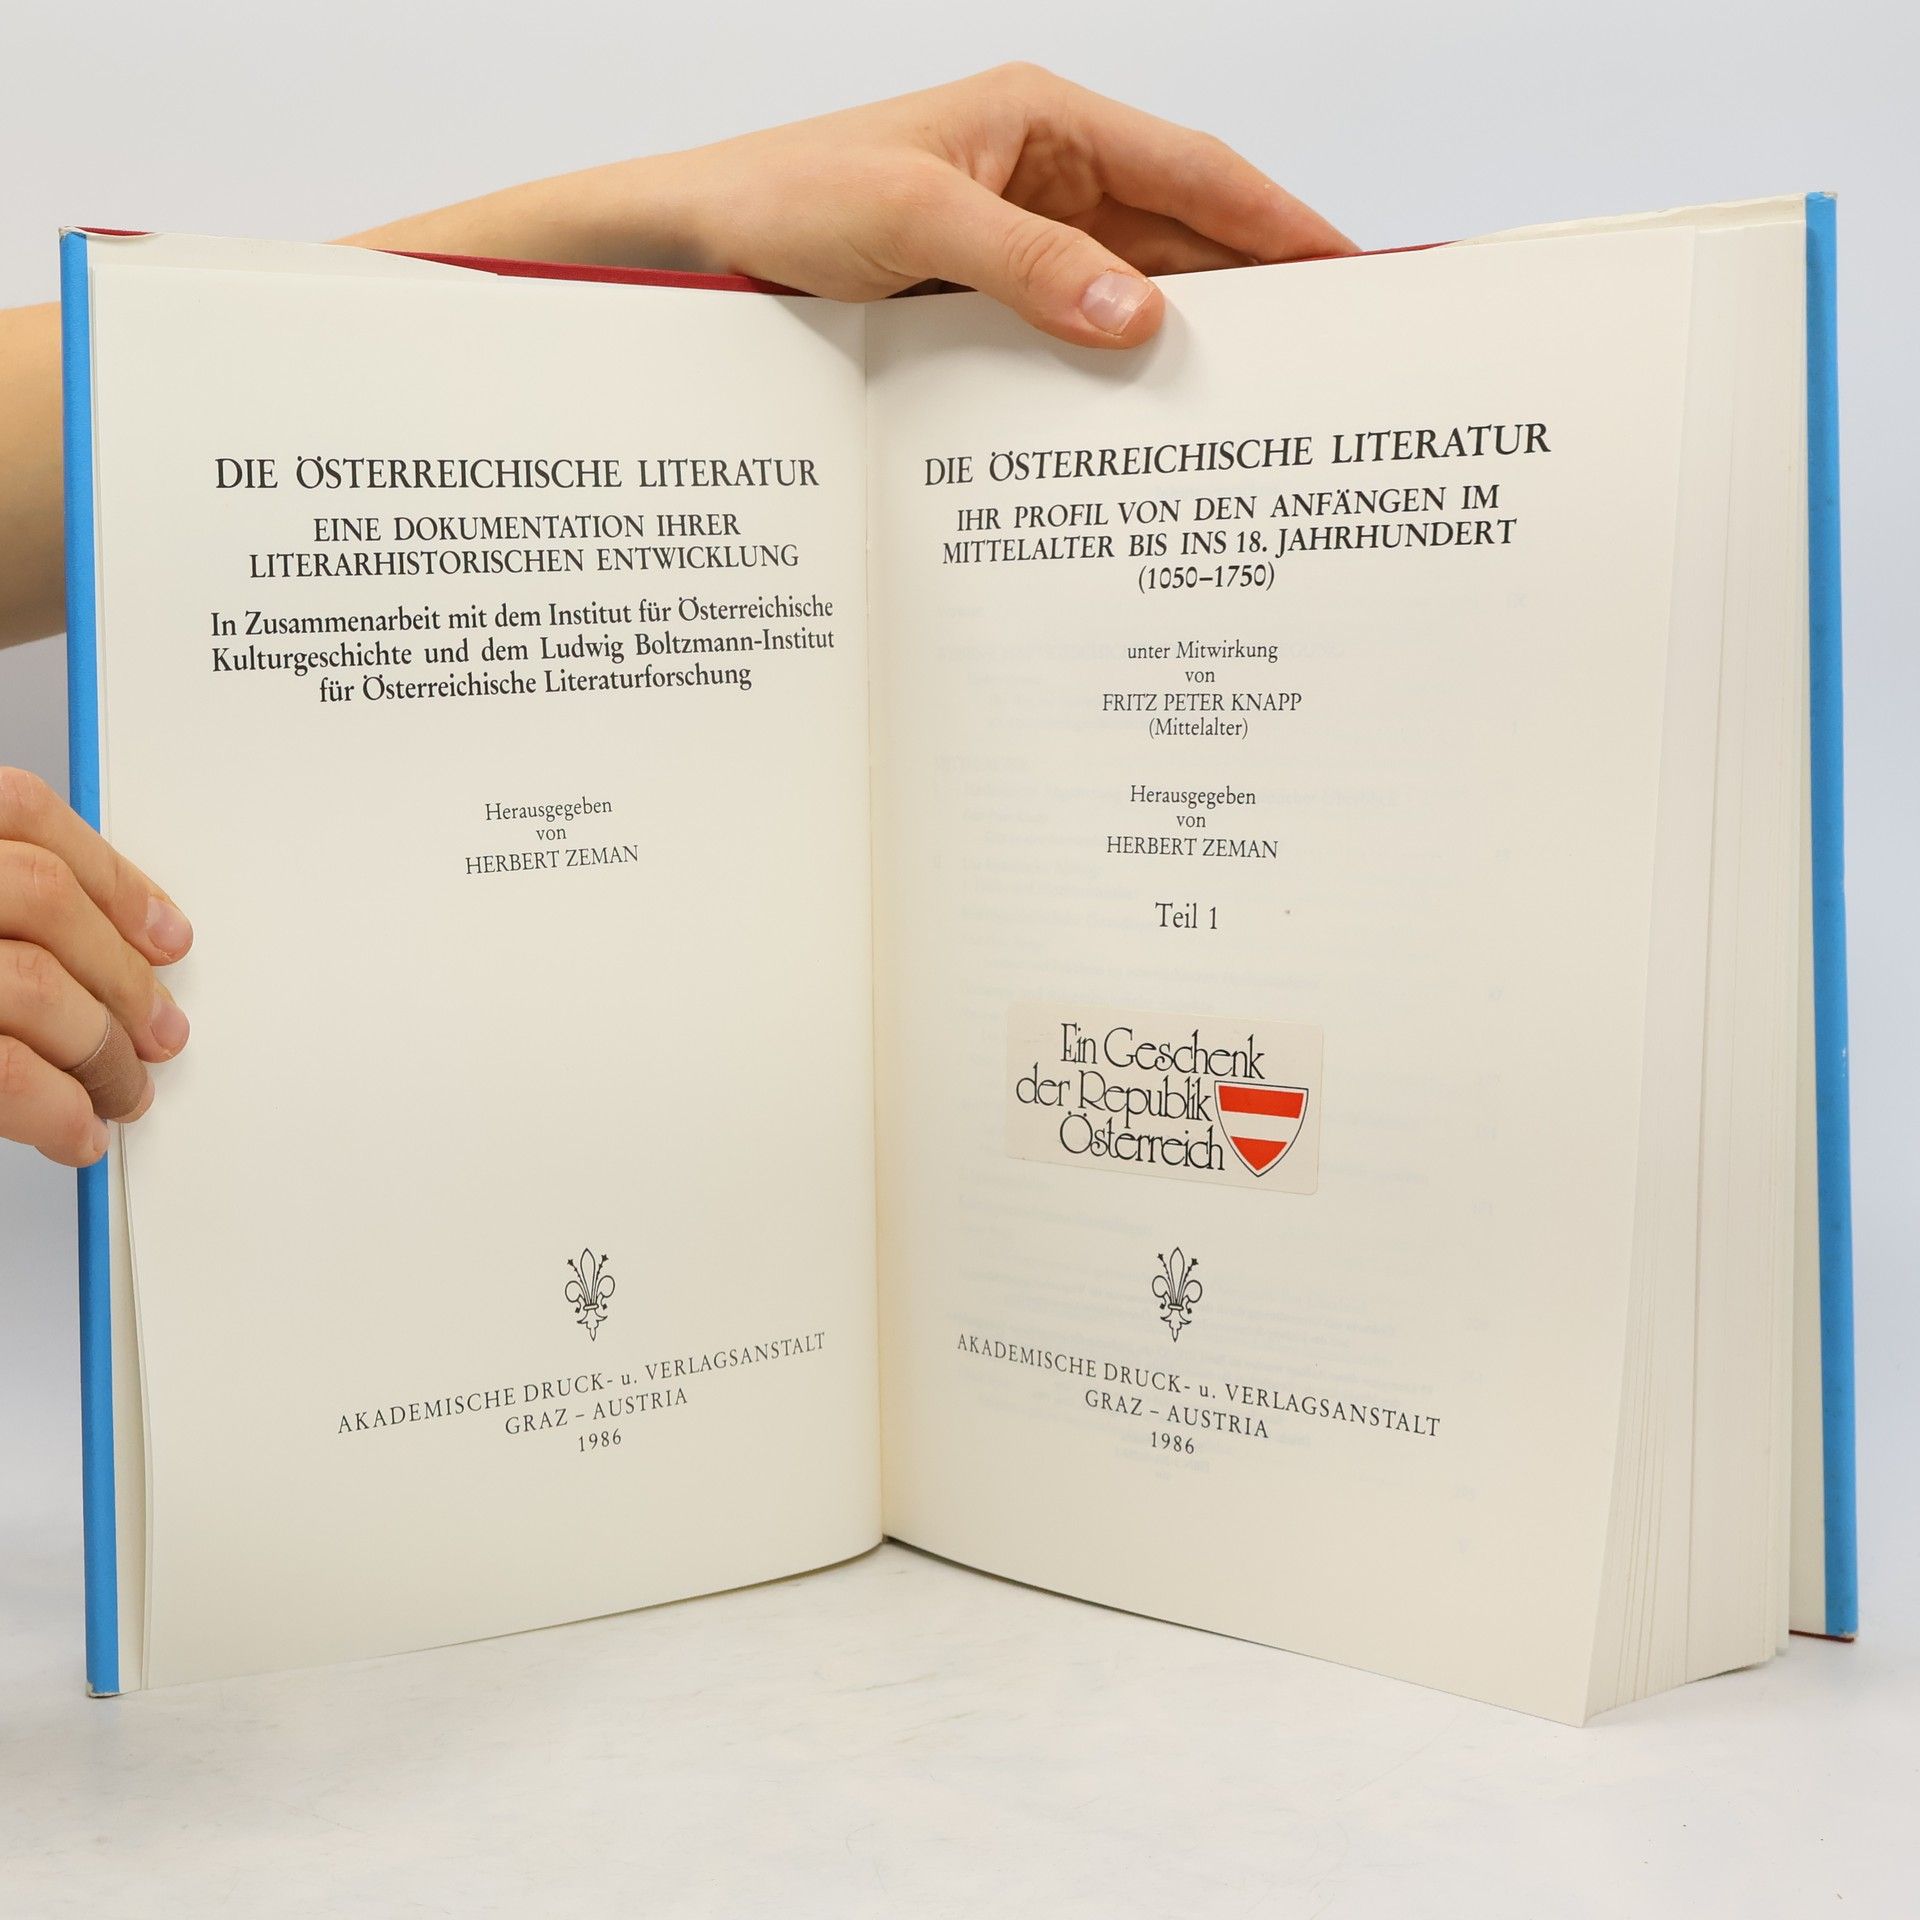 DIE ÖSTERREICHISCHE LITERATUR
EINE DOKUMENTATION IHRER
LITERARHISTORISCHEN ENTWICKLUNG
In Zusammenarbeit mit dem Institut für Österreichische
Kulturgeschichte und dem Ludwig Boltzmann-Institut
für Österreichische Literaturforschung
Herausgegeben
von
HERBERT ZEMAN
AKADEMISCHE DRUCK- u. VERLAGSANSTALT
GRAZ – AUSTRIA
1986
DIE ÖSTERREICHISCHE LITERATUR
IHR PROFIL VON DEN ANFÄNGEN IM
MITTELALTER BIS INS 18. JAHRHUNDERT
(1050–1750)
unter Mitwirkung
von
FRITZ PETER KNAPP
(Mittelalter)
Herausgegeben
von
HERBERT ZEMAN
Teil 1
Ein Geschenk
der Republik
Österreich
AKADEMISCHE DRUCK- u. VERLAGSANSTALT
GRAZ – AUSTRIA
1986